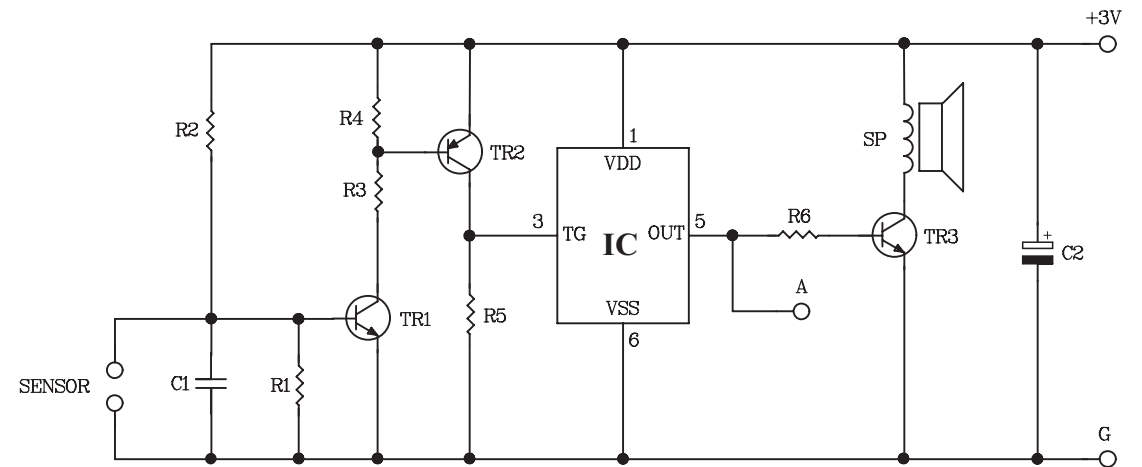 +3V
R2
R4
TR2
R3
SP
1
VDD
3
TG
IC
OUT
5
R6
TR3
+
C2
A
VSS
6
R5
TR1
SENSOR
C1
R1
G